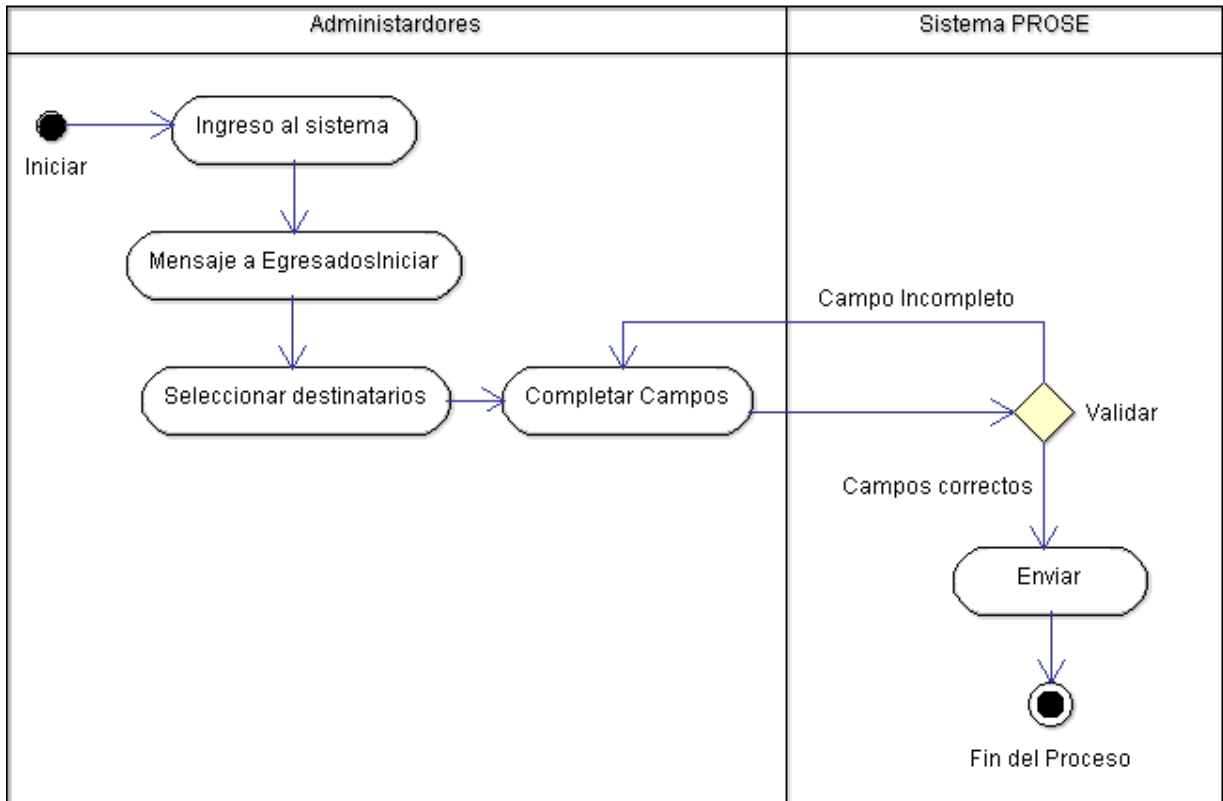 Administardores
Sistema PROSE
Ingreso al sistema
Iniciar
Mensaje a EgresadosIniciar
Campo Incompleto
Seleccionar destinatarios
Completar Campos
Validar
Campos correctos
Enviar
Fin del Proceso